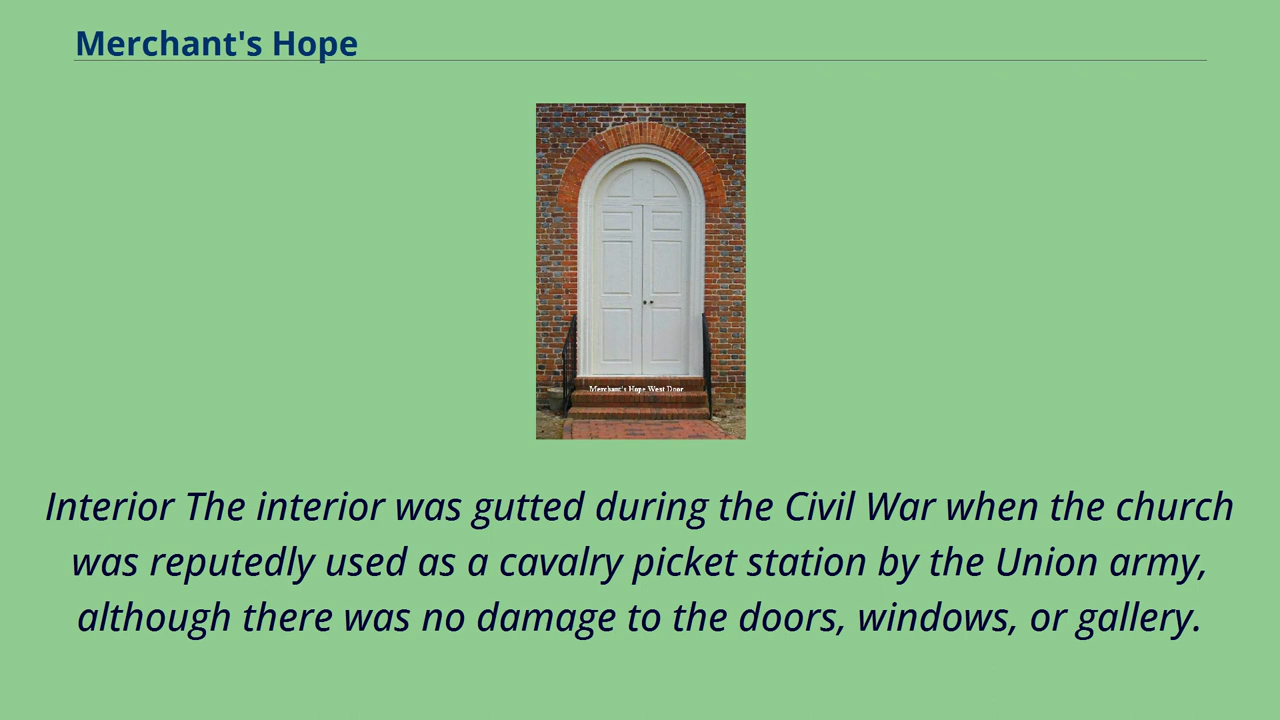 Merchant's Hope
Merchant's Hope West Door
Interior The interior was gutted during the Civil War when the church
was reputedly used as a cavalry picket station by the Union army,
although there was no damage to the doors, windows, or gallery.